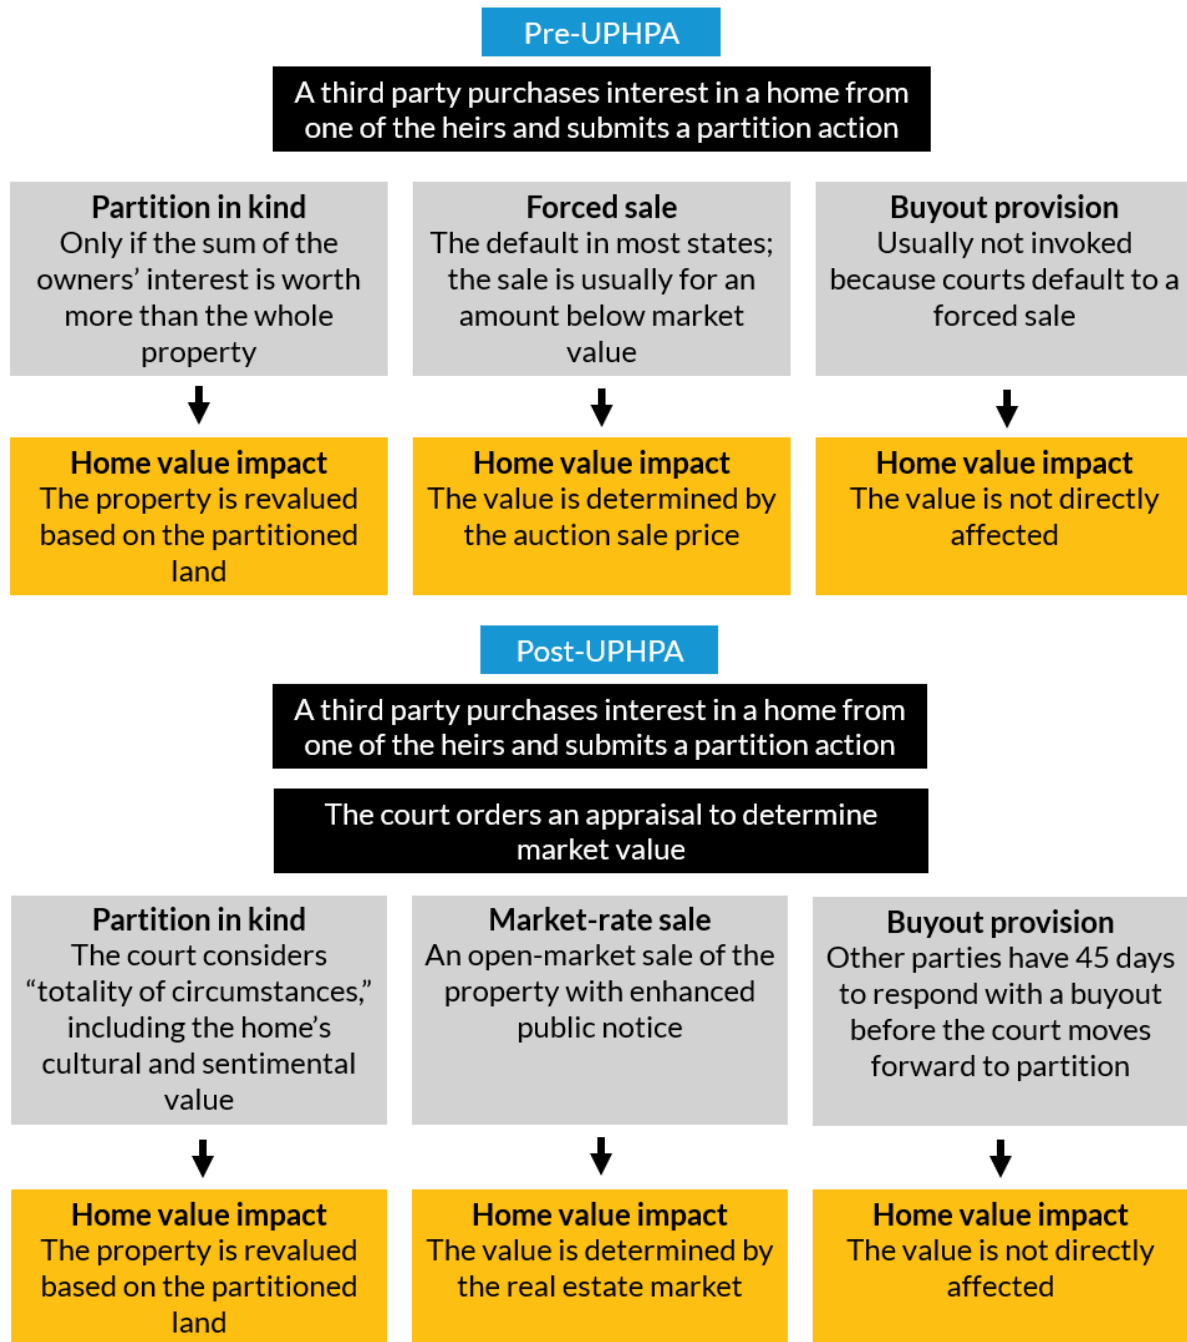 Pre-UPHPA
A third party purchases interest in a home from
one of the heirs and submits a partition action
Partition in kind
Only if the sum of the
owners’ interest is worth
more than the whole
property
Forced sale
The default in most states;
the sale is usually for an
amount below market
value
Buyout provision
Usually not invoked
because courts default to a
forced sale
Home value impact
The property is revalued
based on the partitioned
land
Home value impact
The value is determined by
the auction sale price
Home value impact
The value is not directly
affected
Post-UPHPA
A third party purchases interest in a home from
one of the heirs and submits a partition action
The court orders an appraisal to determine
market value
Partition in kind
The court considers
“totality of circumstances,”
including the home’s
cultural and sentimental
value
Market-rate sale
An open-market sale of the
property with enhanced
public notice
Buyout provision
Other parties have 45 days
to respond with a buyout
before the court moves
forward to partition
Home value impact
The property is revalued
based on the partitioned
land
Home value impact
The value is determined by
the real estate market
Home value impact
The value is not directly
affected